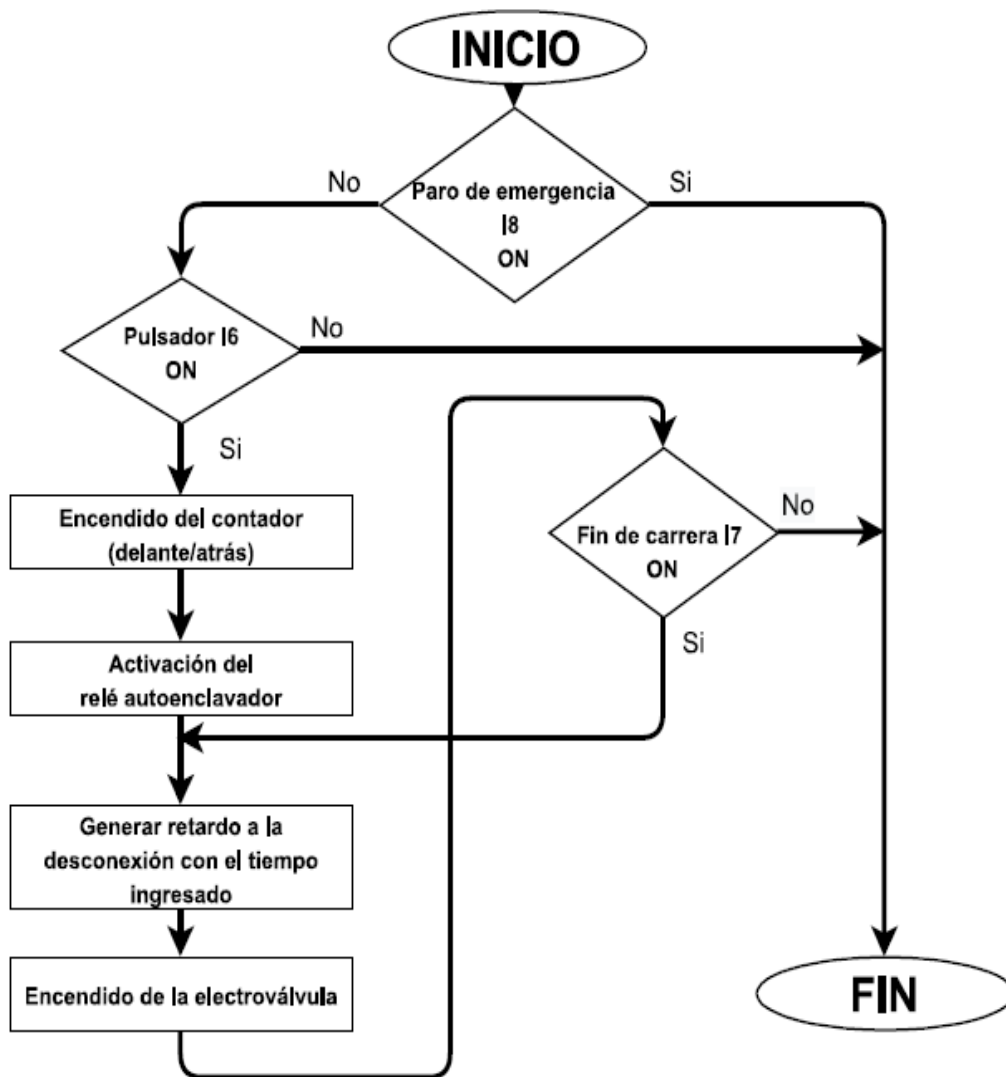 INICIO
No
Paro de emergencia
I8
ON
Si
Pulsador I6
ON
No
Si
Encendido del contador
(delante/atrás)
Fin de carrera I7
ON
No
Si
Activación del
relé autoenclavador
Generar retardo a la
desconexión con el tiempo
ingresado
Encendido de la electroválvula
FIN